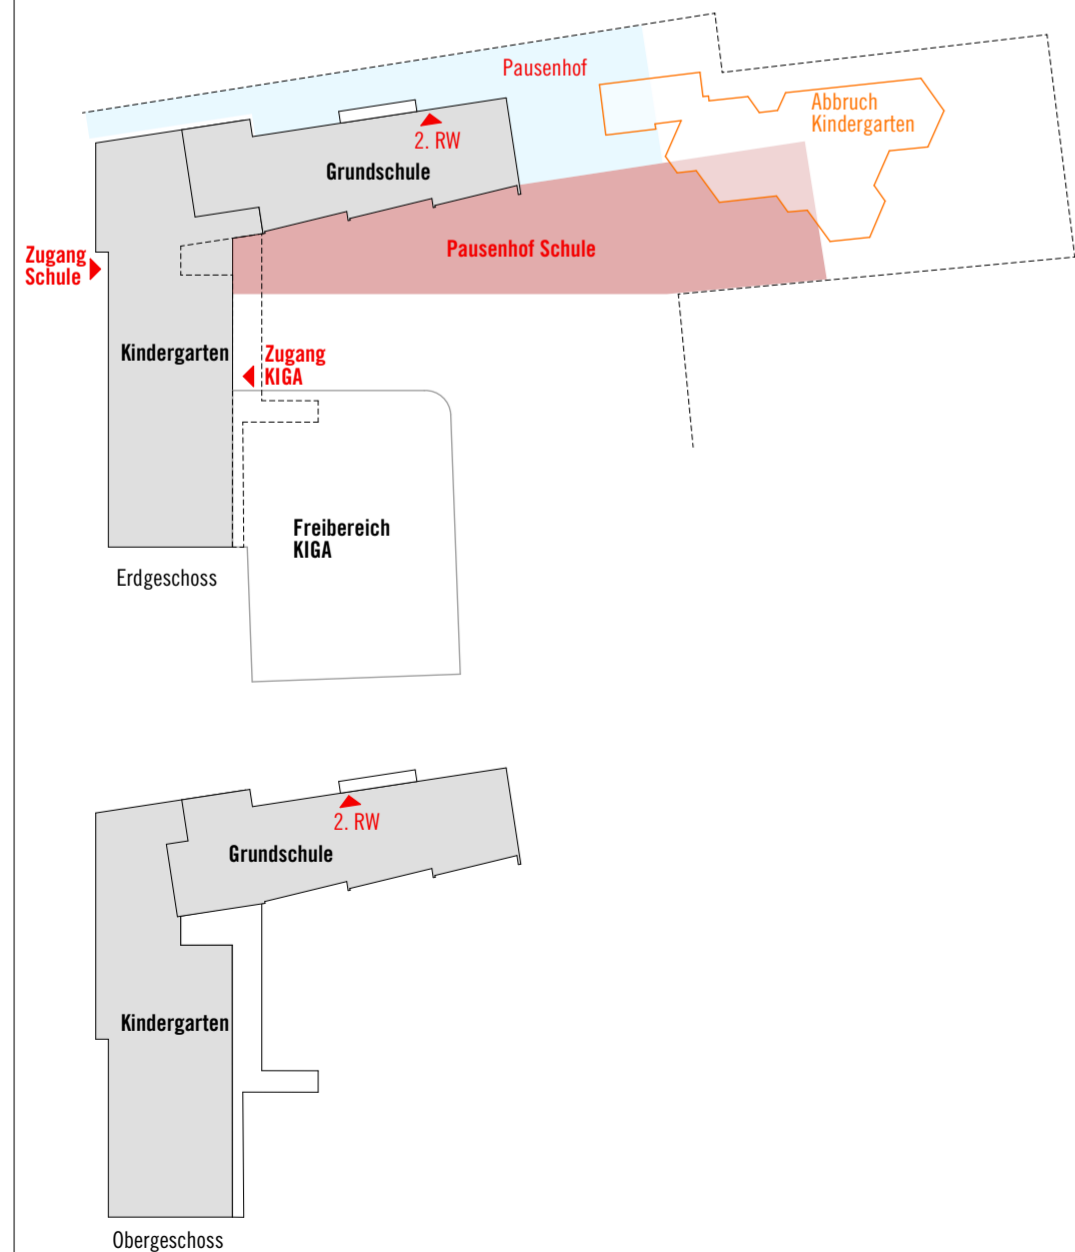 Pausenhof
Abbruch
Kindergarten
2. RW
Grundschule
Pausenhof Schule
Zugang
Schule
Kindergarten
Zugang
KIGA
Freibereich
KIGA
Erdgeschoss
2. RW
Grundschule
Kindergarten
Obergeschoss